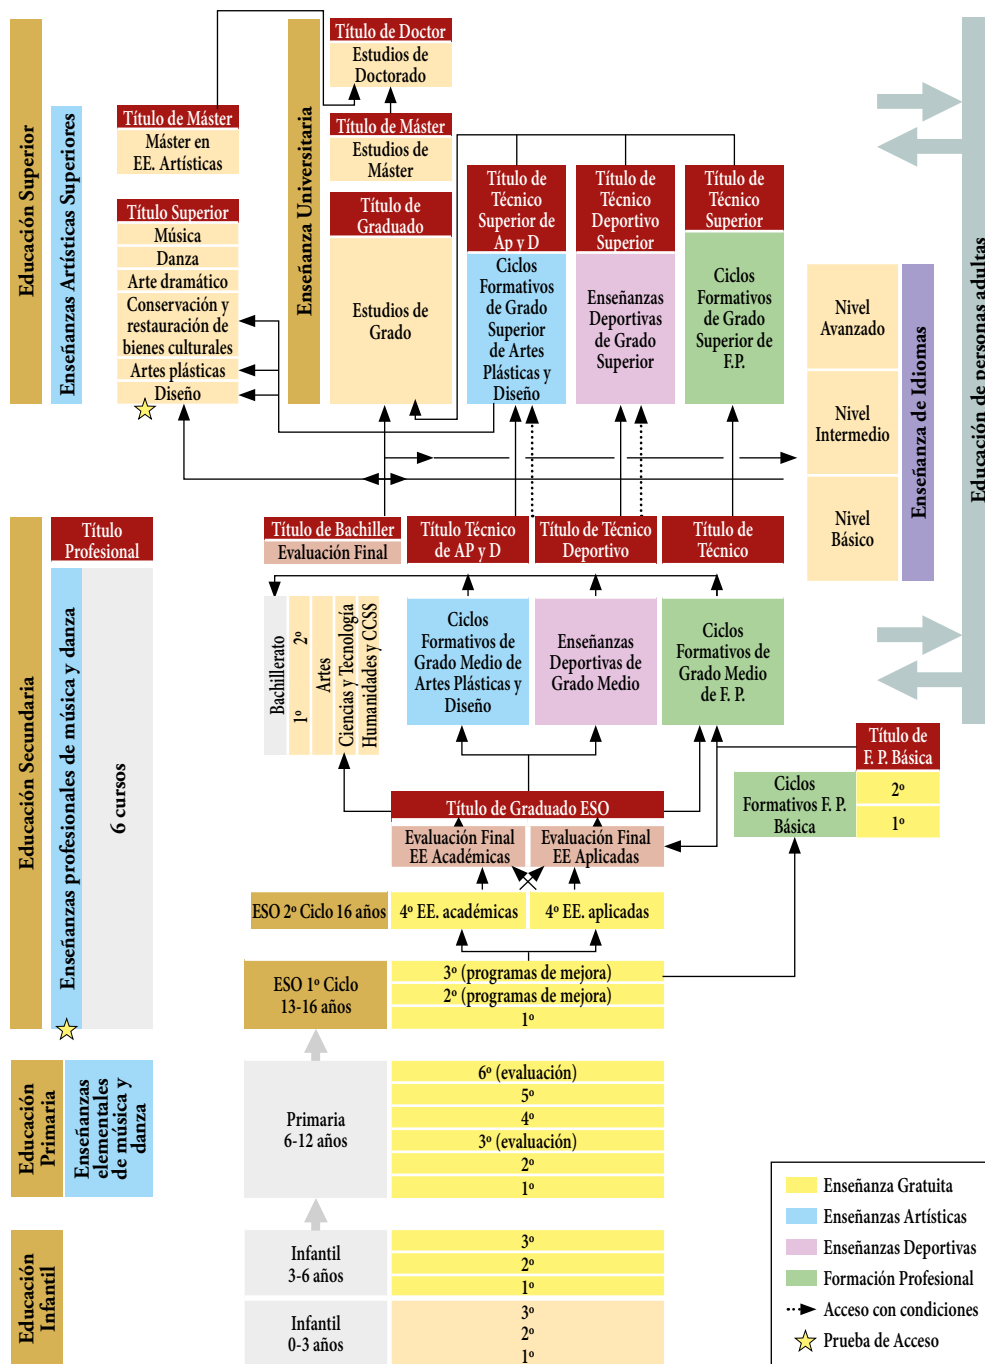 Educación Superior
Enseñanzas Artísticas Superiores
Título de Máster
Máster en
EE. Artísticas
Título Superior
Música
Danza
Arte dramático
Conservación y
restauración de
bienes culturales
Artes plásticas
Diseño
Enseñanza Universitaria
Título de Doctor
Estudios de
Doctorado
Título de Máster
Estudios de
Máster
Título de
Graduado
Estudios de
Grado
Título de
Técnico
Superior de
Ap y D
Ciclos
Formativos
de Grado
Superior
de Artes
Plásticas y
Diseño
Título de
Técnico
Deportivo
Superior
Enseñanzas
Deportivas
de Grado
Superior
Título de
Técnico
Superior
Ciclos
Formativos
de Grado
Superior de
F.P.
Nivel
Avanzado
Nivel
Intermedio
Nivel
Básico
Enseñanza de Idiomas
Educación de personas adultas
Educación Secundaria
Título
Profesional
Enseñanzas profesionales de música y danza
6 cursos
Título de Bachiller
Evaluación Final
Título Técnico
de AP y D
Título de Técnico
Deportivo
Título de
Técnico
Bachillerato
1º 2º
Artes
Ciencias y Tecnología
Humanidades y CCSS
Ciclos
Formativos de
Grado Medio de
Artes Plásticas y
Diseño
Enseñanzas
Deportivas de
Grado Medio
Ciclos
Formativos de
Grado Medio
de F. P.
Título de
F. P. Básica
Ciclos
Formativos F. P.
Básica
2º
1º
Título de Graduado ESO
Evaluación Final
EE Académicas
Evaluación Final
EE Aplicadas
ESO 2º Ciclo 16 años
4º EE. académicas
4º EE. aplicadas
ESO 1º Ciclo
13-16 años
3º (programas de mejora)
2º (programas de mejora)
1º
Educación
Primaria
Enseñanzas
elementales
de música y
danza
Primaria
6-12 años
6º (evaluación)
5º
4º
3º (evaluación)
2º
1º
Educación
Infantil
Infantil
3-6 años
3º
2º
1º
Infantil
0-3 años
3º
2º
1º
Enseñanza Gratuita
Enseñanzas Artísticas
Enseñanzas Deportivas
Formación Profesional
Acceso con condiciones
Prueba de Acceso